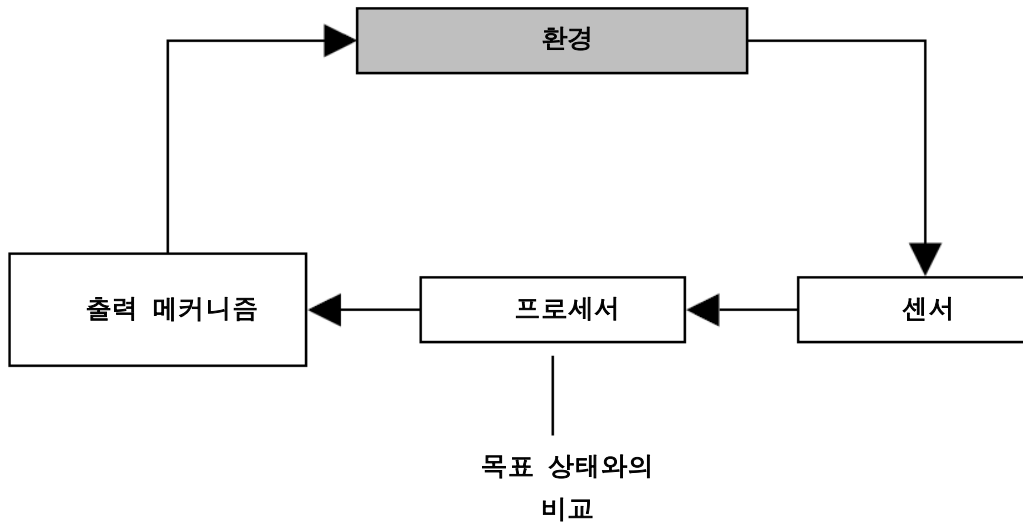 환경
출력 메커니즘
프로세서
센서
목표 상태와의
비교